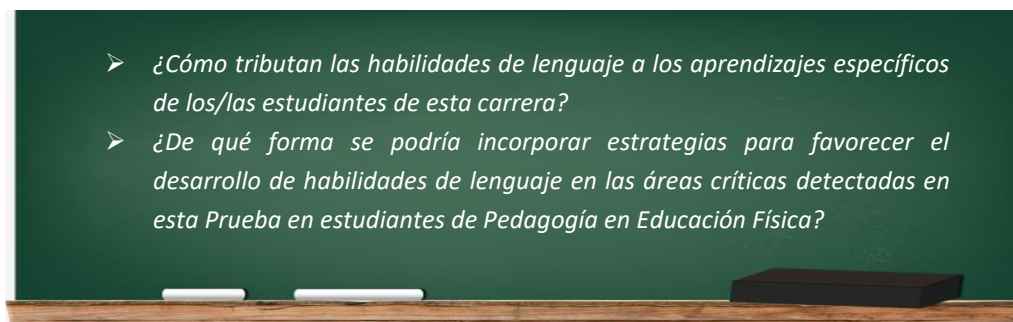 ➢ ¿Cómo tributan las habilidades de lenguaje a los aprendizajes específicos
de los/las estudiantes de esta carrera?
➢ ¿De qué forma se podría incorporar estrategias para favorecer el
desarrollo de habilidades de lenguaje en las áreas críticas detectadas en
esta Prueba en estudiantes de Pedagogía en Educación Física?